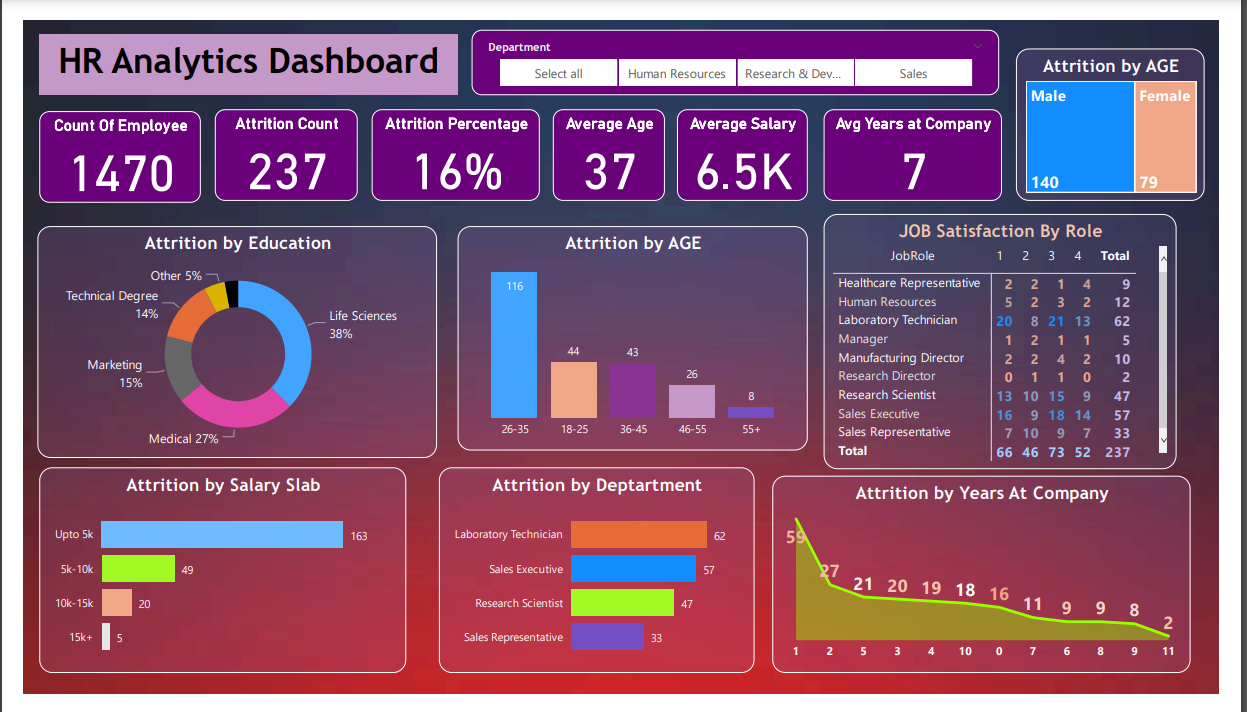 HR Analytics Dashboard
Department
Select all
Human Resources
Research & Dev...
Sales
Attrition by AGE
Male
Female
140
79
Count Of Employee
1470
Attrition Count
237
Attrition Percentage
16%
Average Age
37
Average Salary
6.5K
Avg Years at Company
7
Attrition by Education
Other 5%
Technical Degree
14%
Life Sciences
38%
Marketing
15%
Medical 27%
Attrition by AGE
116
44
43
26
8
26-35 18-25 36-45 46-55 55+
JOB Satisfaction By Role
JobRole 1 2 3 4 Total
Healthcare Representative 2 2 1 4 9
Human Resources 5 2 3 2 12
Laboratory Technician 20 8 21 13 62
Manager 1 2 1 1 5
Manufacturing Director 2 2 4 2 10
Research Director 0 1 1 0 2
Research Scientist 13 10 15 9 47
Sales Executive 16 9 18 14 57
Sales Representative 7 10 9 7 33
Total 66 46 73 52 237
Attrition by Salary Slab
Upto 5k 163
5k-10k 49
10k-15k 20
15k+ 5
Attrition by Deptartment
Laboratory Technician 62
Sales Executive 57
Research Scientist 47
Sales Representative 33
Attrition by Years At Company
59 27 21 20 19 18 16 11 9 9 8 2
1 2 5 3 4 10 0 7 6 8 9 11